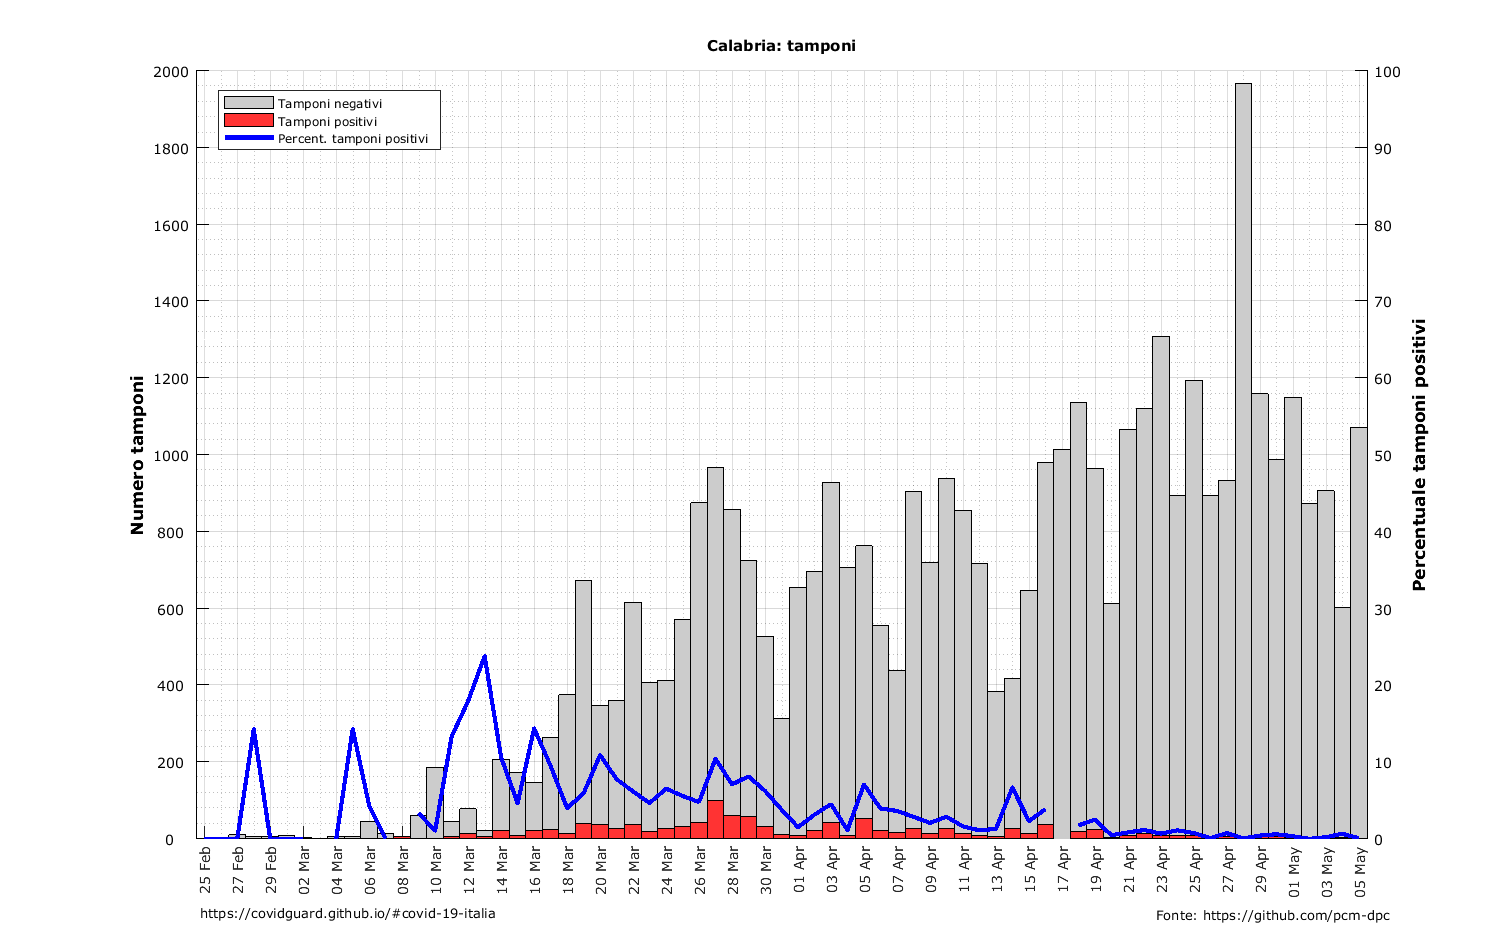 Calabria: tamponi
Tamponi negativi
Tamponi positivi
Percent. tamponi positivi
Numero tamponi
2000
1800
1600
1400
1200
1000
800
600
400
200
0
100
90
80
70
60
50
40
30
20
10
0
Percentuale tamponi positivi
25 Feb
27 Feb
29 Feb
02 Mar
04 Mar
06 Mar
08 Mar
10 Mar
12 Mar
14 Mar
16 Mar
18 Mar
20 Mar
22 Mar
24 Mar
26 Mar
28 Mar
30 Mar
01 Apr
03 Apr
05 Apr
07 Apr
09 Apr
11 Apr
13 Apr
15 Apr
17 Apr
19 Apr
21 Apr
23 Apr
25 Apr
27 Apr
29 Apr
01 May
03 May
05 May
https://covidguard.github.io/#covid-19-italia
Fonte: https://github.com/pcm-dpc